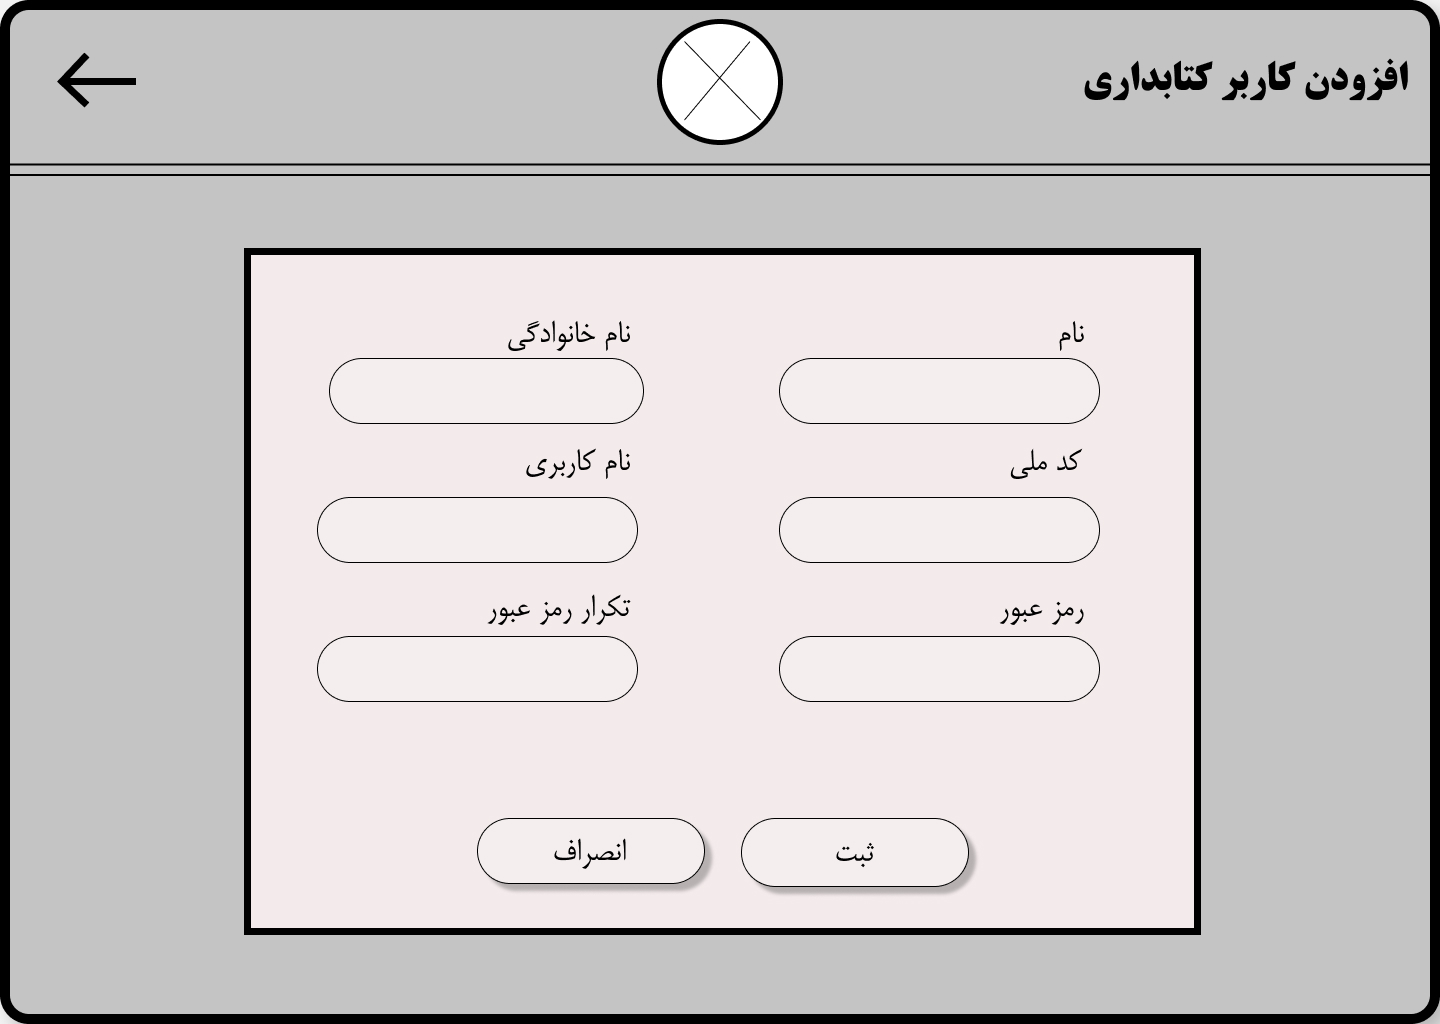 افزودن کاربر کتابداری
نام
نام خانوادگی
کد ملی
نام کاربری
رمز عبور
تکرار رمز عبور
ثبت
انصراف